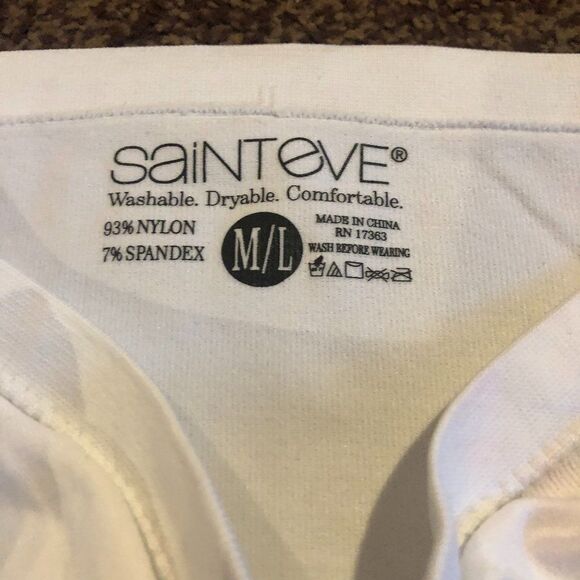 SaiNTeVe®
Washable. Dryable. Comfortable.
93% NYLON
7% SPANDEX
M/L
MADE IN CHINA
RN 17363
WASH BEFORE WEARING